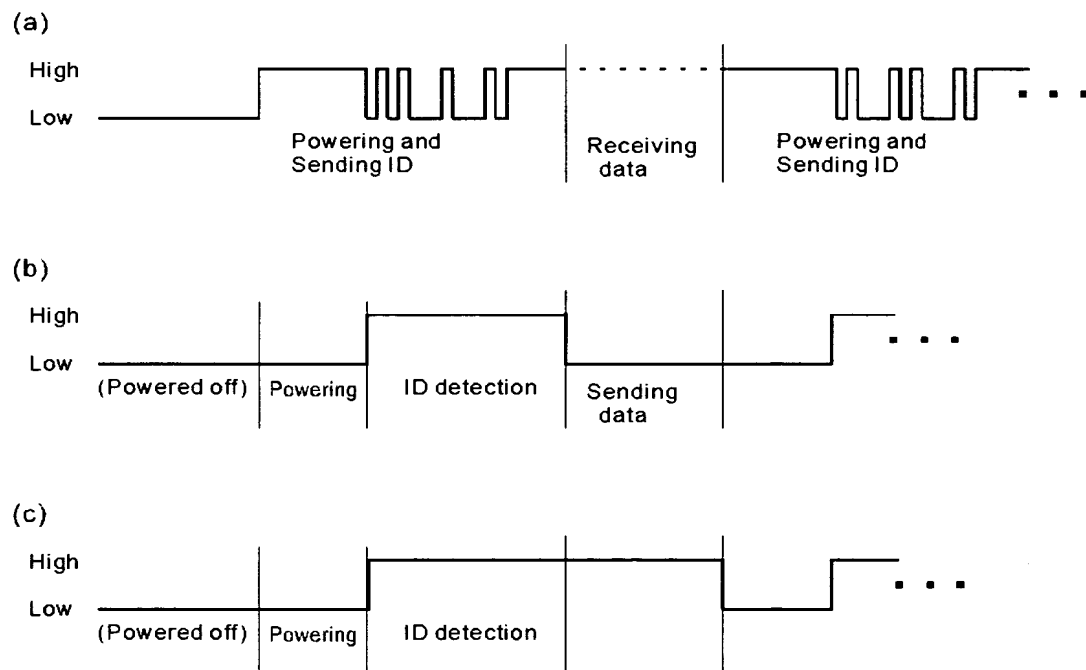 (a)
High
Low
Powering and
Sending ID
Receiving
data
Powering and
Sending ID
(b)
High
Low
(Powered off)
Powering
ID detection
Sending
data
(c)
High
Low
(Powered off)
Powering
ID detection